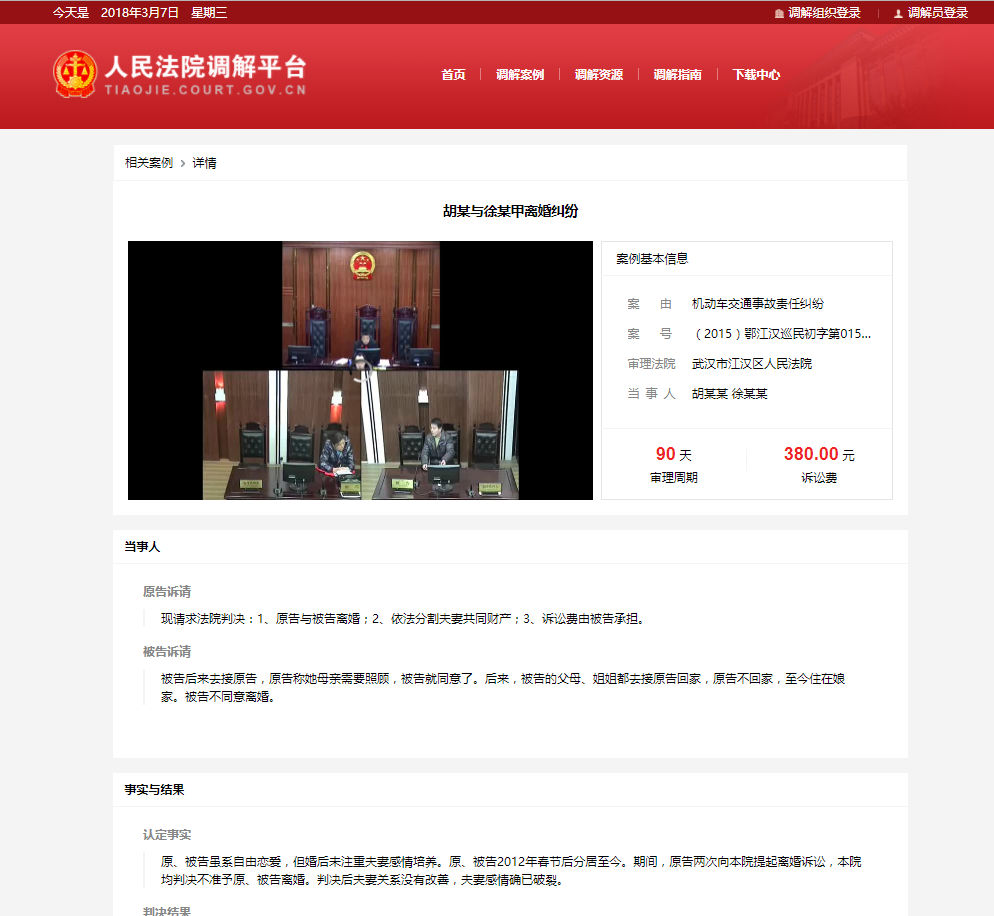 今天是 2018年3月7日 星期三
调解组织登录 | 调解员登录
人民法院调解平台
TIAOJIE.COURT.GOV.CN
首页 | 调解案例 | 调解资源 | 调解指南 | 下载中心
相关案例 > 详情
胡某与徐某甲离婚纠纷
案例基本信息
案 由 机动车交通事故责任纠纷
案 号 （2015）鄂江汉巡民初字第015...
审理法院 武汉市江汉区人民法院
当 事 人 胡某某 徐某某
90 天 380.00 元
审理周期 诉讼费
当事人
原告诉请
现请求法院判决：1、原告与被告离婚；2、依法分割夫妻共同财产；3、诉讼费由被告承担。
被告诉请
被告后来去接原告，原告称她母亲需要照顾，被告就同意了。后来，被告的父母、姐姐都去接原告回家，原告不回家，至今住在娘
家。被告不同意离婚。
事实与结果
认定事实
原、被告虽系自由恋爱，但婚后未注重夫妻感情培养。原、被告2012年春节后分居至今。期间，原告两次向本院提起离婚诉讼，本院
均判决不准予原、被告离婚。判决后夫妻关系没有改善，夫妻感情确已破裂。
判决结果